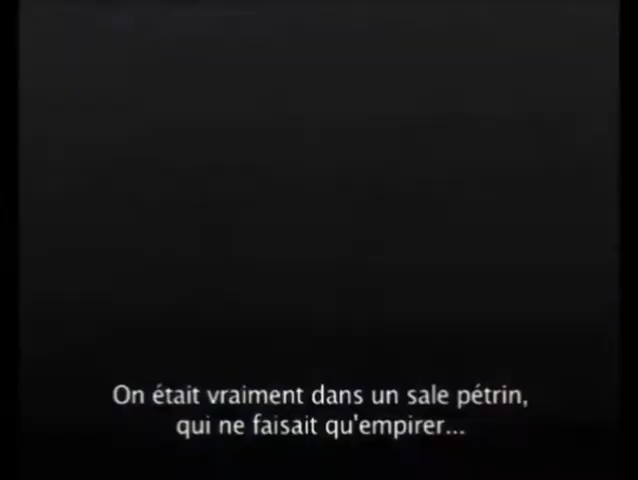 On était vraiment dans un sale pétrin,
qui ne faisait qu'empirer...